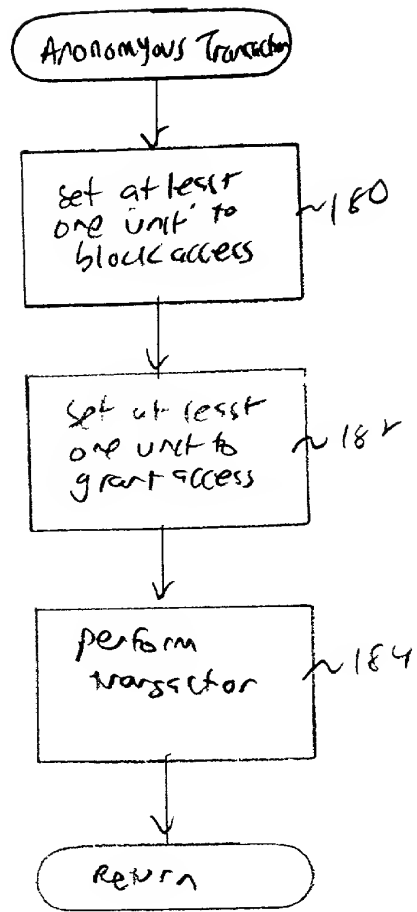 Anonomyous Transaction
set at least
one unit to
block access
~180
set at least
one unit to
grant access
~182
perform
transaction
~184
Return